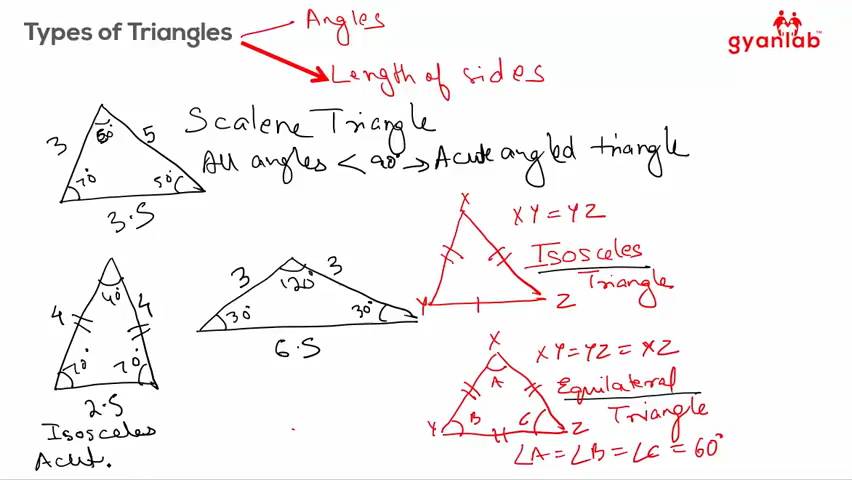 Types of Triangles
Angles
Length of sides
gyanlab
3
60°
5
70°
50°
3.5
Scalene Triangle
All angles < 90° → Acute angled triangle
X
XY = YZ
Isosceles
Triangle
Y
Z
40°
4
4
70°
70°
2.5
Isosceles
Acut.
3
3
120°
30°
30°
6.5
X
XY = YZ = XZ
A
Equilateral
Triangle
Y
B
C
Z
∠A = ∠B = ∠C = 60°